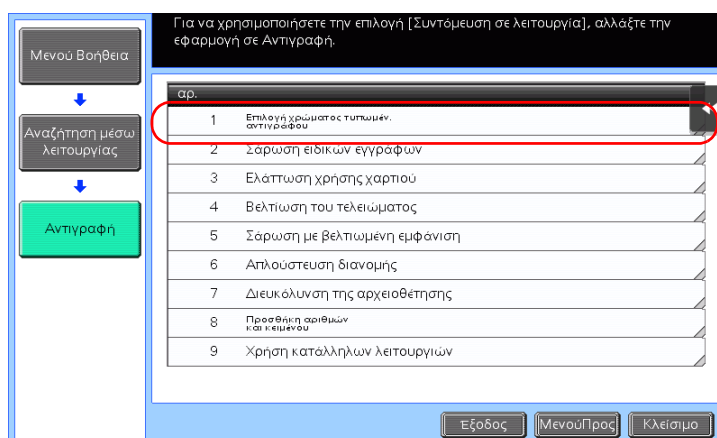 Για να χρησιμοποιήσετε την επιλογή [Συντόμευση σε λειτουργία], αλλάξτε την
εφαρμογή σε Αντιγραφή.
Μενού Βοήθεια
Αναζήτηση μέσω
λειτουργίας
Αντιγραφή
αρ.
1 Επιλογή χρώματος τυπωμέν.
αντιγράφου
2 Σάρωση ειδικών εγγράφων
3 Ελάττωση χρήσης χαρτιού
4 Βελτίωση του τελειώματος
5 Σάρωση με βελτιωμένη εμφάνιση
6 Απλούστευση διανομής
7 Διευκόλυνση της αρχειοθέτησης
8 Προσθήκη αριθμών
και κειμένου
9 Χρήση κατάλληλων λειτουργιών
Έξοδος ΜενούΠρος Κλείσιμο